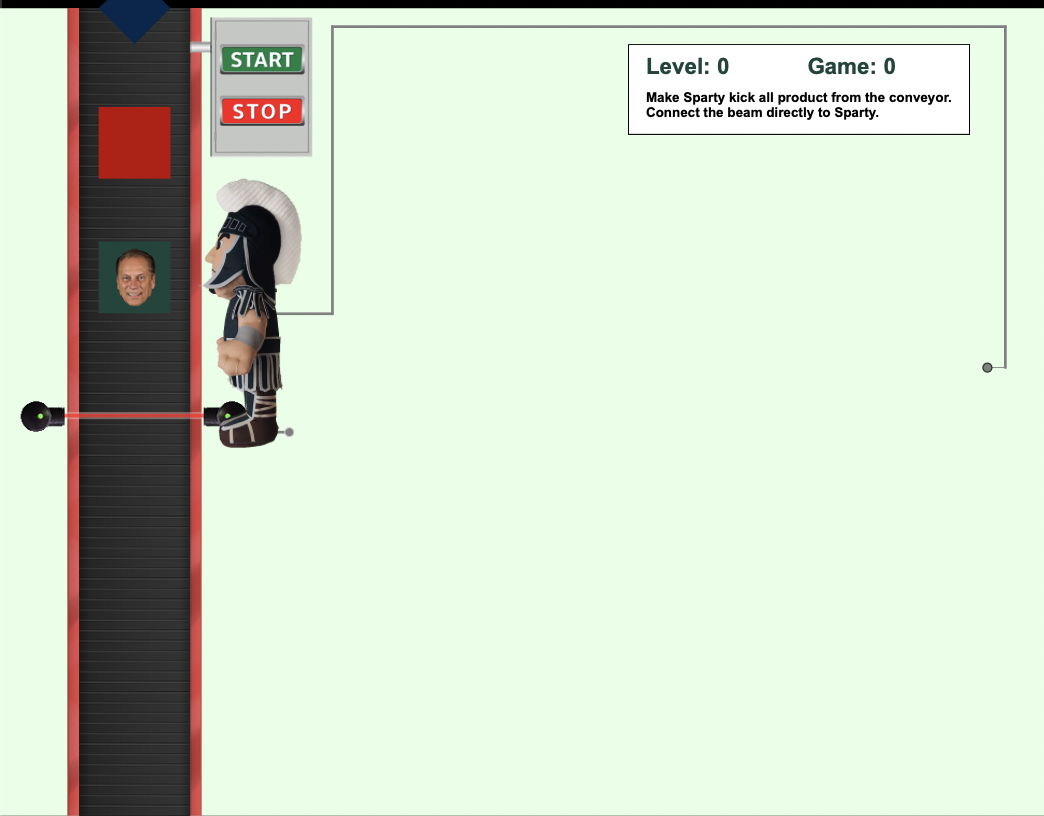 START
STOP
Level: 0 Game: 0
Make Sparty kick all product from the conveyor.
Connect the beam directly to Sparty.